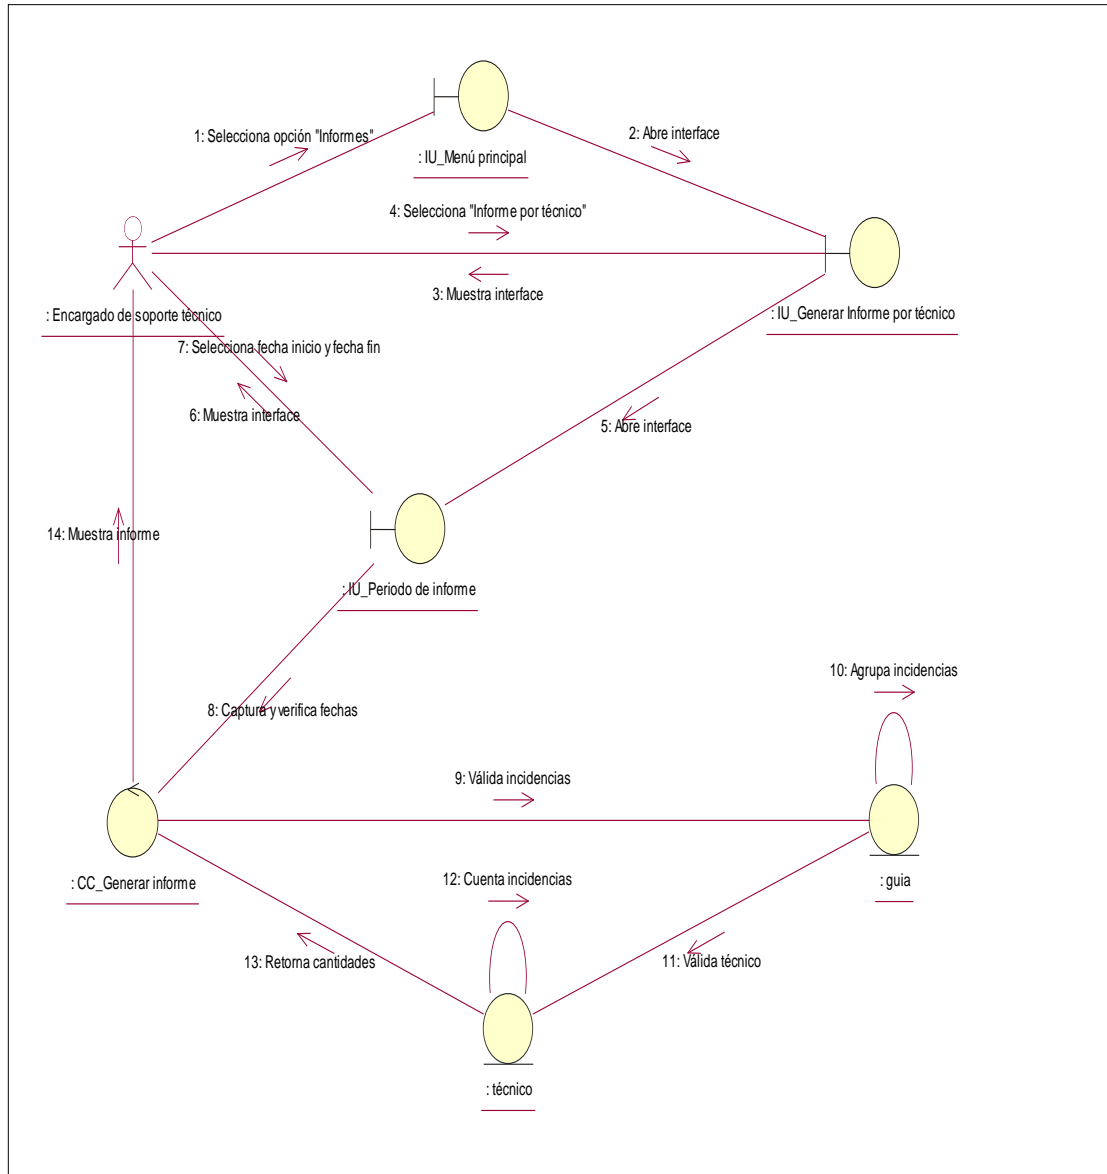 1: Selecciona opción "Informes"
2: Abre interface
: IU_Menú principal
4: Selecciona "Informe por técnico"
3: Muestra interface
: Encargado de soporte técnico
: IU_Generar Informe por técnico
7: Selecciona fecha inicio y fecha fin
6: Muestra interface
5: Abre interface
14: Muestra informe
: IU_Periodo de informe
10: Agrupa incidencias
8: Captura y verifica fechas
9: Válida incidencias
: CC_Generar informe
12: Cuenta incidencias
: guia
13: Retorna cantidades
11: Válida técnico
: técnico